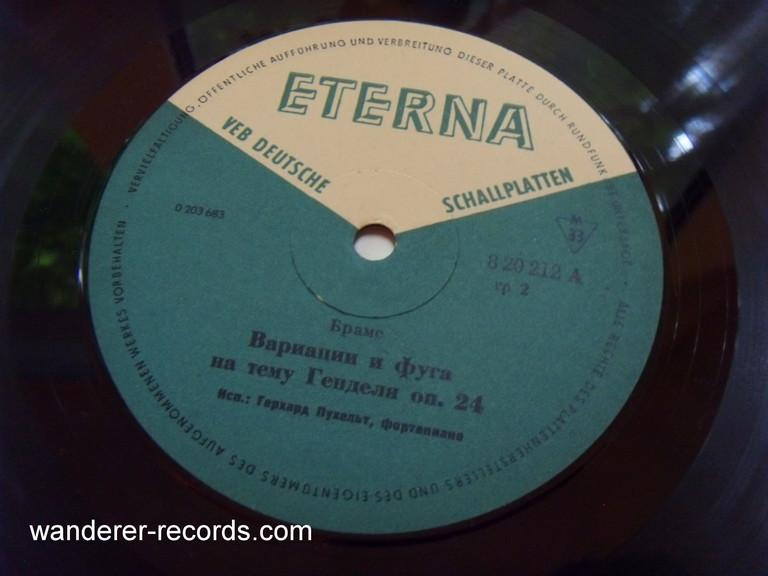 VERVIELFÄLTIGUNG, ÖFFENTLICHE AUFFÜHRUNG UND VERBREITUNG DIESER PLATTE DURCH RUNDFUNK
ALLE RECHTE DES PLATTENHERSTELLERS UND DES EIGENTÜMERS DES AUFGENOMMENEN WERKES VORBEHALTEN ·
ETERNA
VEB DEUTSCHE
SCHALLPLATTEN
0 203 683
M
33
8 20 212 A
гр. 2
Брамс
Вариации и фуга
на тему Генделя оп. 24
Исп.: Герхард Пухельт, фортепиано
wanderer-records.com